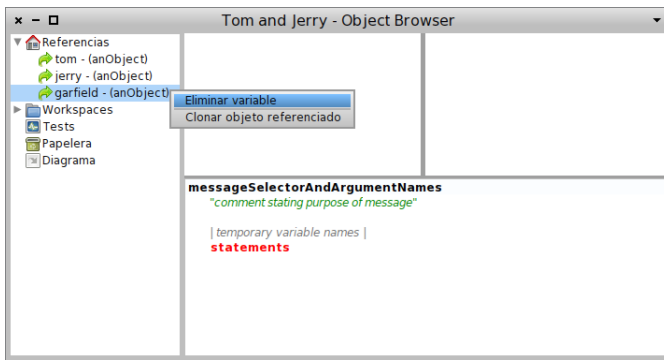 Tom and Jerry - Object Browser
Referencias
tom - (anObject)
jerry - (anObject)
garfield - (anObject)
Workspaces
Tests
Papelera
Diagrama
Eliminar variable
Clonar objeto referenciado
messageSelectorAndArgumentNames
"comment stating purpose of message"
| temporary variable names |
statements